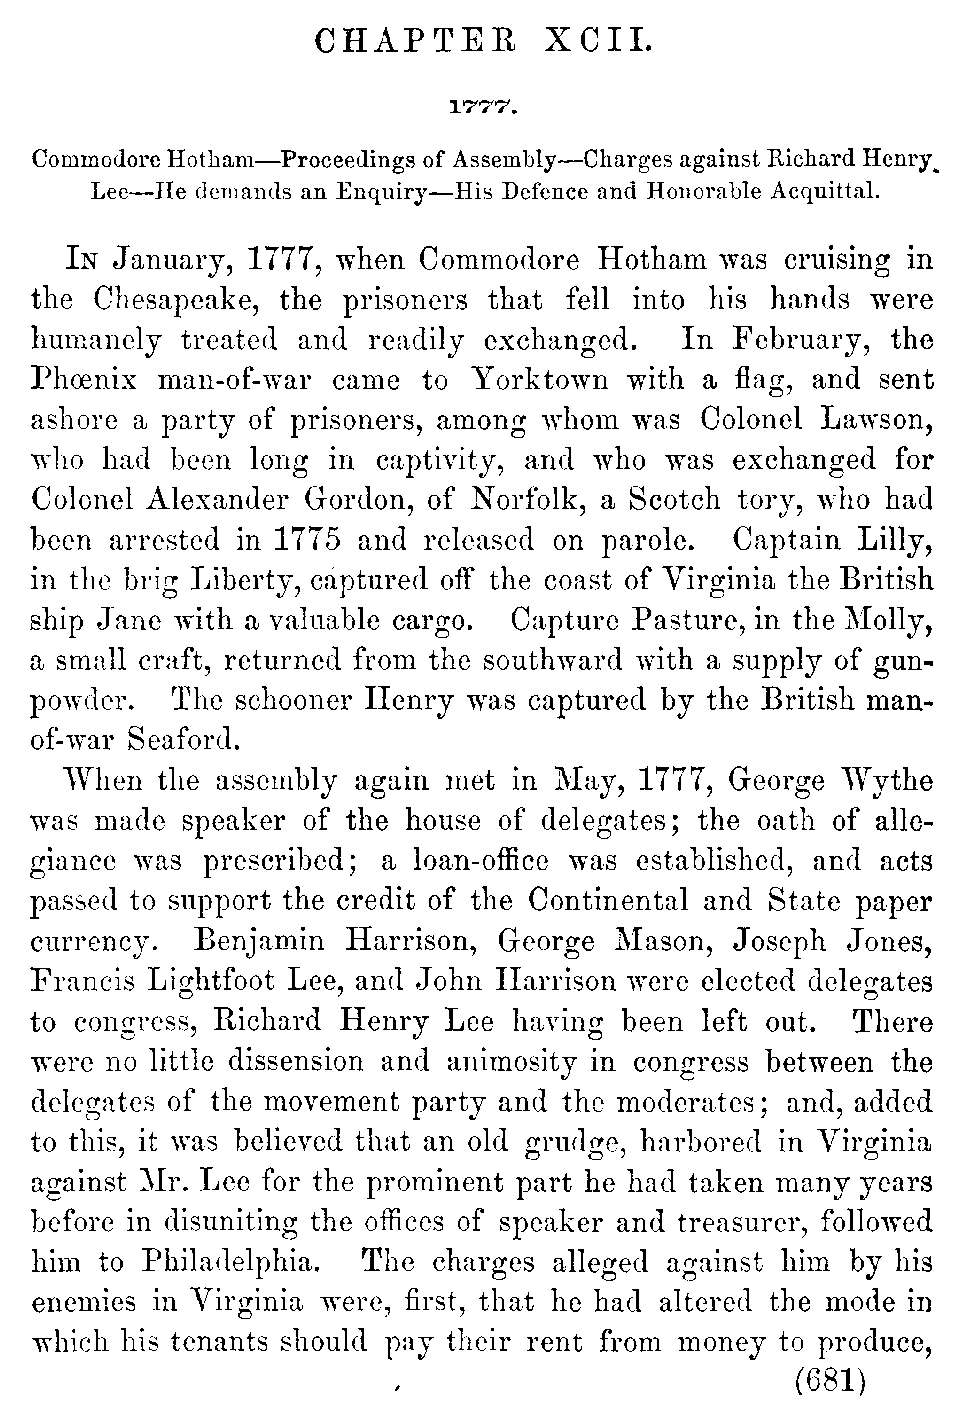 CHAPTER XCII.
1777.
Commodore Hotham—Proceedings of Assembly—Charges against Richard Henry
Lee—He demands an Enquiry—His Defence and Honorable Acquittal.
In January, 1777, when Commodore Hotham was cruising in
the Chesapeake, the prisoners that fell into his hands were
humanely treated and readily exchanged. In February, the
Phœnix man-of-war came to Yorktown with a flag, and sent
ashore a party of prisoners, among whom was Colonel Lawson,
who had been long in captivity, and who was exchanged for
Colonel Alexander Gordon, of Norfolk, a Scotch tory, who had
been arrested in 1775 and released on parole. Captain Lilly,
in the brig Liberty, captured off the coast of Virginia the British
ship Jane with a valuable cargo. Capture Pasture, in the Molly,
a small craft, returned from the southward with a supply of gun-
powder. The schooner Henry was captured by the British man-
of-war Seaford.
When the assembly again met in May, 1777, George Wythe
was made speaker of the house of delegates; the oath of alle-
giance was prescribed; a loan-office was established, and acts
passed to support the credit of the Continental and State paper
currency. Benjamin Harrison, George Mason, Joseph Jones,
Francis Lightfoot Lee, and John Harrison were elected delegates
to congress, Richard Henry Lee having been left out. There
were no little dissension and animosity in congress between the
delegates of the movement party and the moderates; and, added
to this, it was believed that an old grudge, harbored in Virginia
against Mr. Lee for the prominent part he had taken many years
before in disuniting the offices of speaker and treasurer, followed
him to Philadelphia. The charges alleged against him by his
enemies in Virginia were, first, that he had altered the mode in
which his tenants should pay their rent from money to produce,
(681)